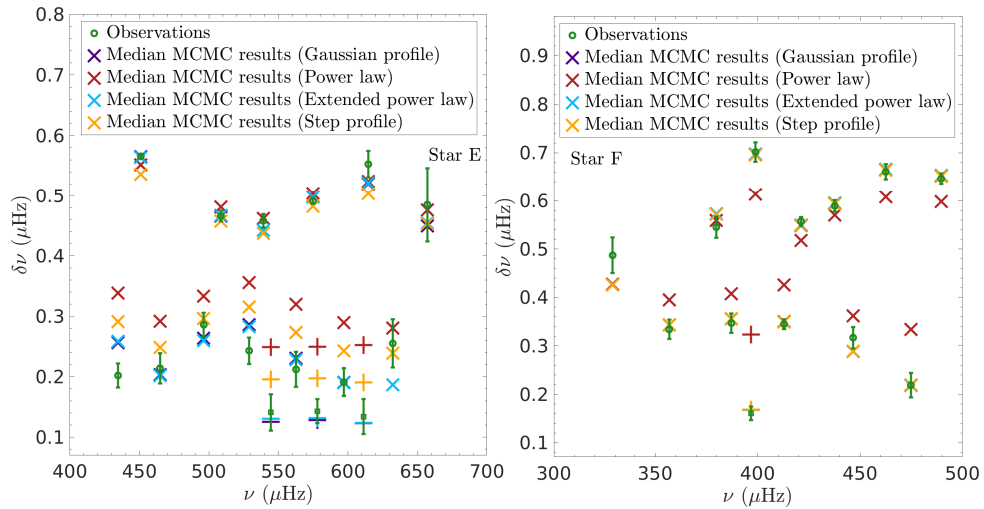 0.8
0.7
0.6
0.5
0.4
0.3
0.2
0.1
400 450 500 550 600 650 700
δν (μHz)
ν (μHz)
Observations
Median MCMC results (Gaussian profile)
Median MCMC results (Power law)
Median MCMC results (Extended power law)
Median MCMC results (Step profile)
Star E
0.9
0.8
0.7
0.6
0.5
0.4
0.3
0.2
0.1
300 350 400 450 500
δν (μHz)
ν (μHz)
Observations
Median MCMC results (Gaussian profile)
Median MCMC results (Power law)
Median MCMC results (Extended power law)
Median MCMC results (Step profile)
Star F